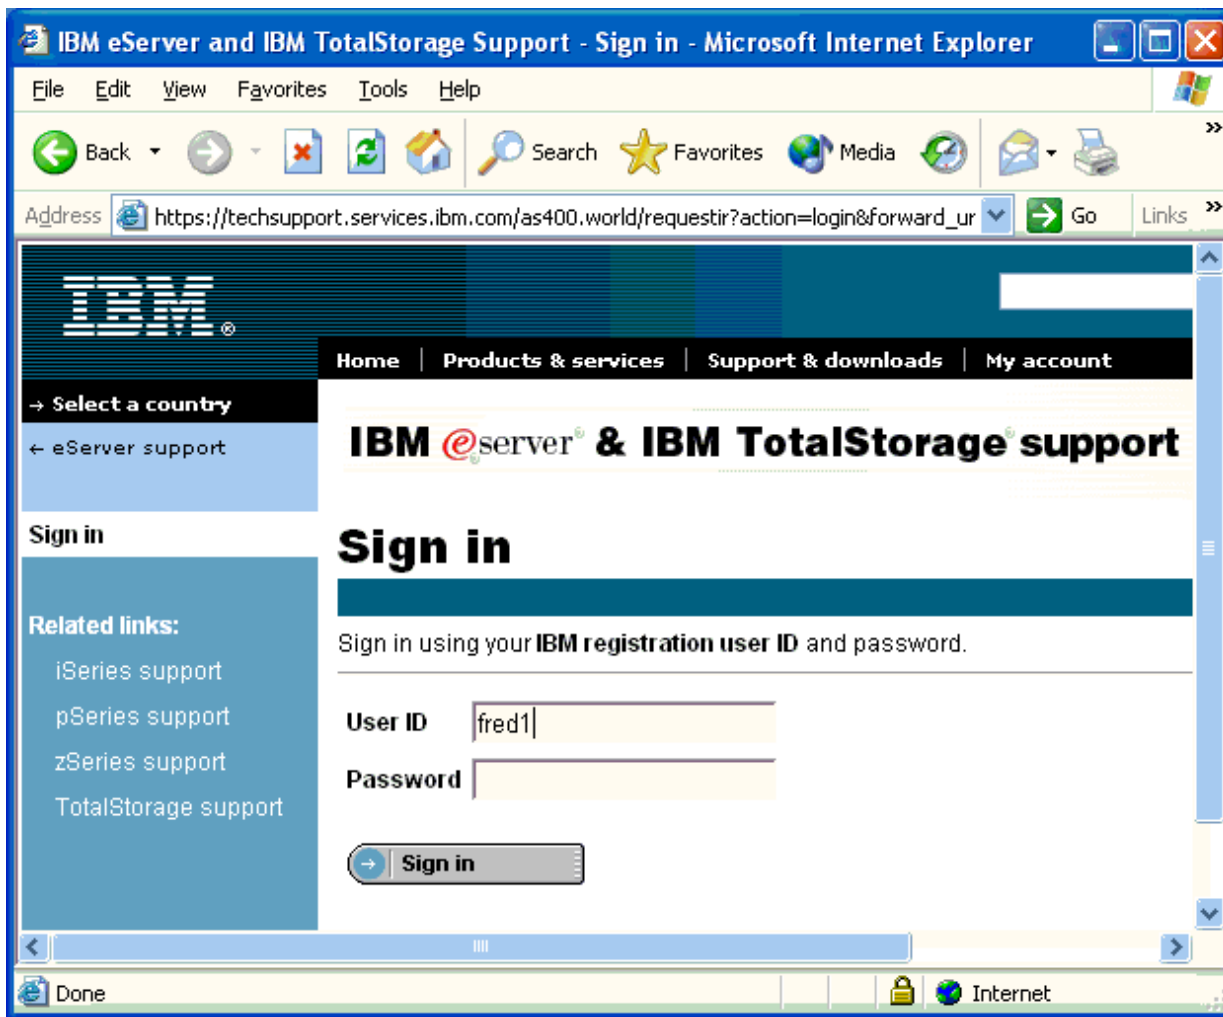 IBM eServer and IBM TotalStorage Support - Sign in - Microsoft Internet Explorer
File Edit View Favorites Tools Help
Back Search Favorites Media
Address https://techsupport.services.ibm.com/as400.world/requestir?action=login&forward_ur Go Links
IBM®
Home | Products & services | Support & downloads | My account
→ Select a country
← eServer support
IBM @server® & IBM TotalStorage® support
Sign in
Sign in
Related links:
iSeries support
pSeries support
zSeries support
TotalStorage support
Sign in using your IBM registration user ID and password.
User ID fred1
Password
Sign in
Done Internet